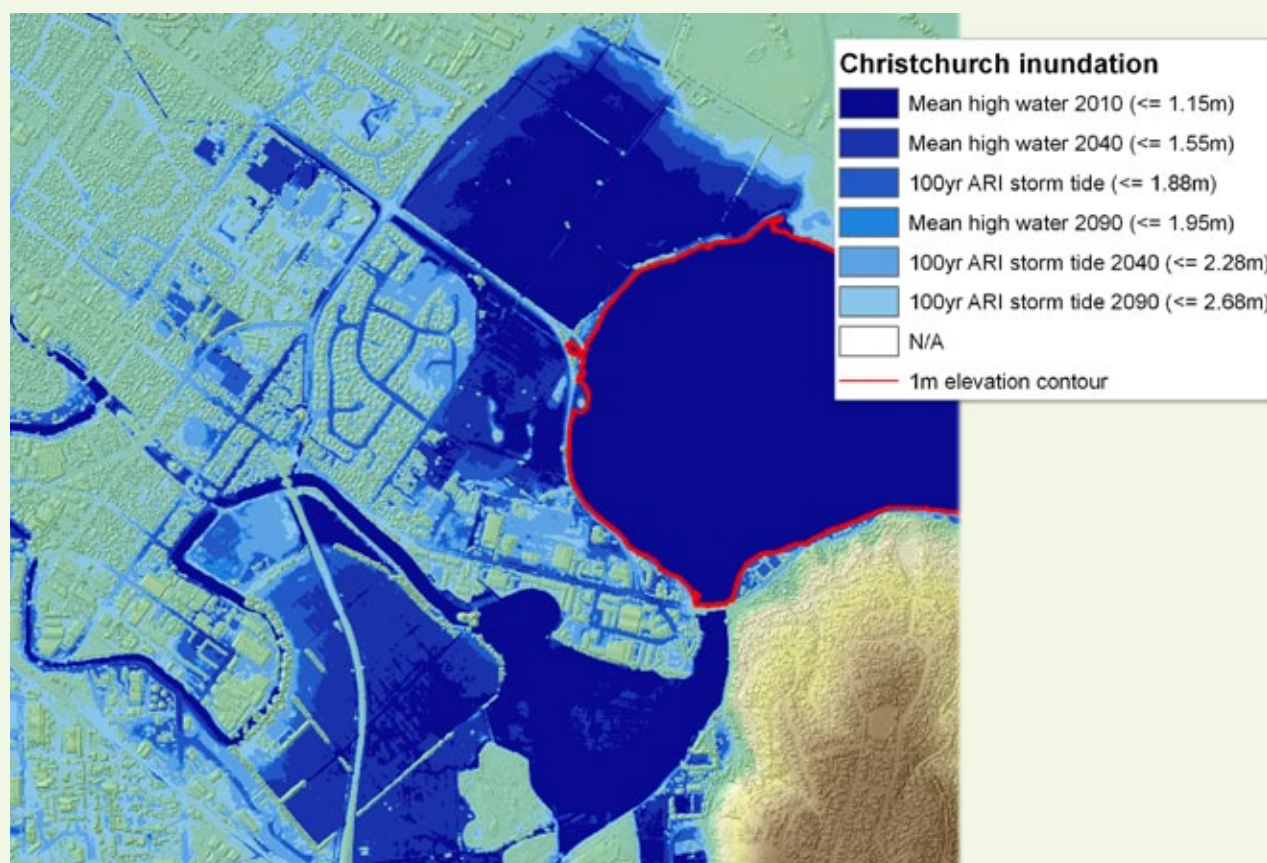 Christchurch inundation
Mean high water 2010 (<= 1.15m)
Mean high water 2040 (<= 1.55m)
100yr ARI storm tide (<= 1.88m)
Mean high water 2090 (<= 1.95m)
100yr ARI storm tide 2040 (<= 2.28m)
100yr ARI storm tide 2090 (<= 2.68m)
N/A
1m elevation contour